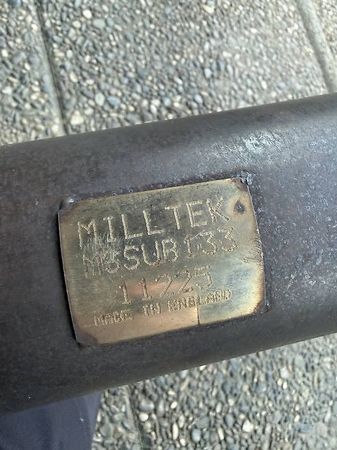 MILLTEK
MSSUB133
11225
MADE IN ENGLAND